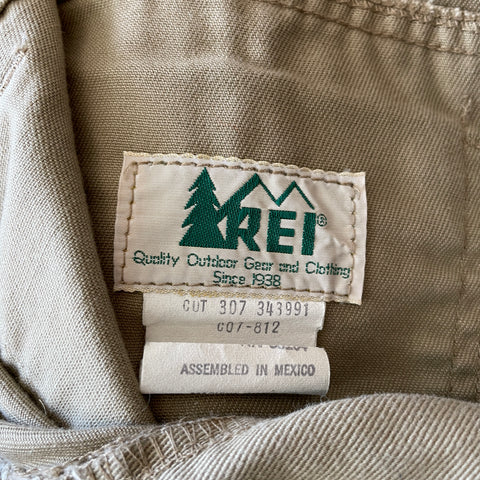 REI®
Quality Outdoor Gear and Clothing
Since 1938
CUT 307 343991
C07-812
ASSEMBLED IN MEXICO